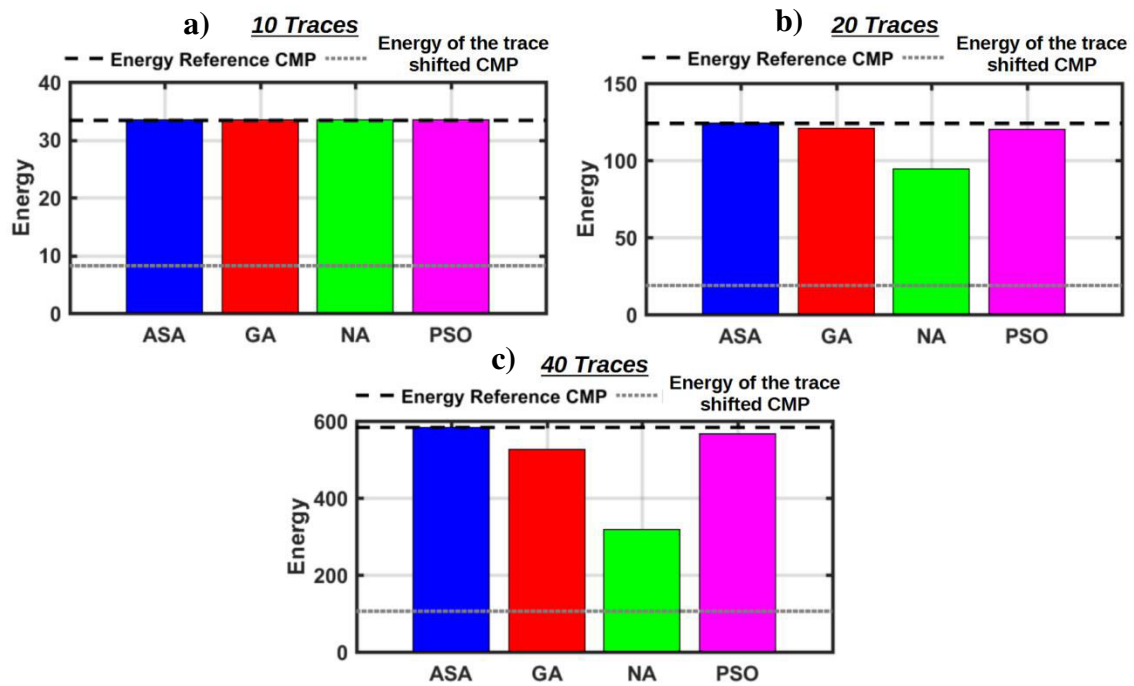 a) 10 Traces
Energy Reference CMP Energy of the trace
shifted CMP
40
30
20
10
0
Energy
ASA GA NA PSO
b) 20 Traces
Energy Reference CMP Energy of the trace
shifted CMP
150
100
50
0
Energy
ASA GA NA PSO
c) 40 Traces
Energy Reference CMP Energy of the trace
shifted CMP
600
400
200
0
Energy
ASA GA NA PSO